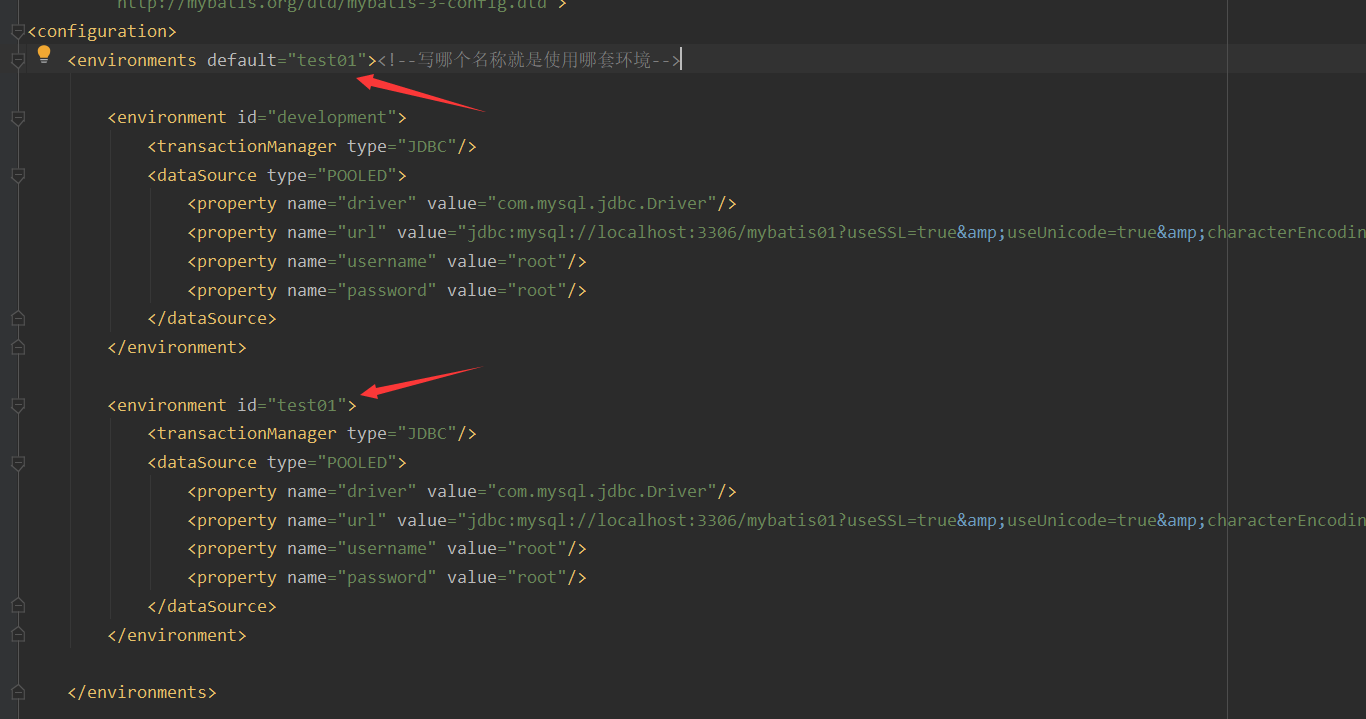 http://mybatis.org/dtd/mybatis-3-config.dtd">
<configuration>
<environments default="test01"><!--写哪个名称就是使用哪套环境-->
<environment id="development">
<transactionManager type="JDBC"/>
<dataSource type="POOLED">
<property name="driver" value="com.mysql.jdbc.Driver"/>
<property name="url" value="jdbc:mysql://localhost:3306/mybatis01?useSSL=true&amp;useUnicode=true&amp;characterEncodin
<property name="username" value="root"/>
<property name="password" value="root"/>
</dataSource>
</environment>
<environment id="test01">
<transactionManager type="JDBC"/>
<dataSource type="POOLED">
<property name="driver" value="com.mysql.jdbc.Driver"/>
<property name="url" value="jdbc:mysql://localhost:3306/mybatis01?useSSL=true&amp;useUnicode=true&amp;characterEncodin
<property name="username" value="root"/>
<property name="password" value="root"/>
</dataSource>
</environment>
</environments>